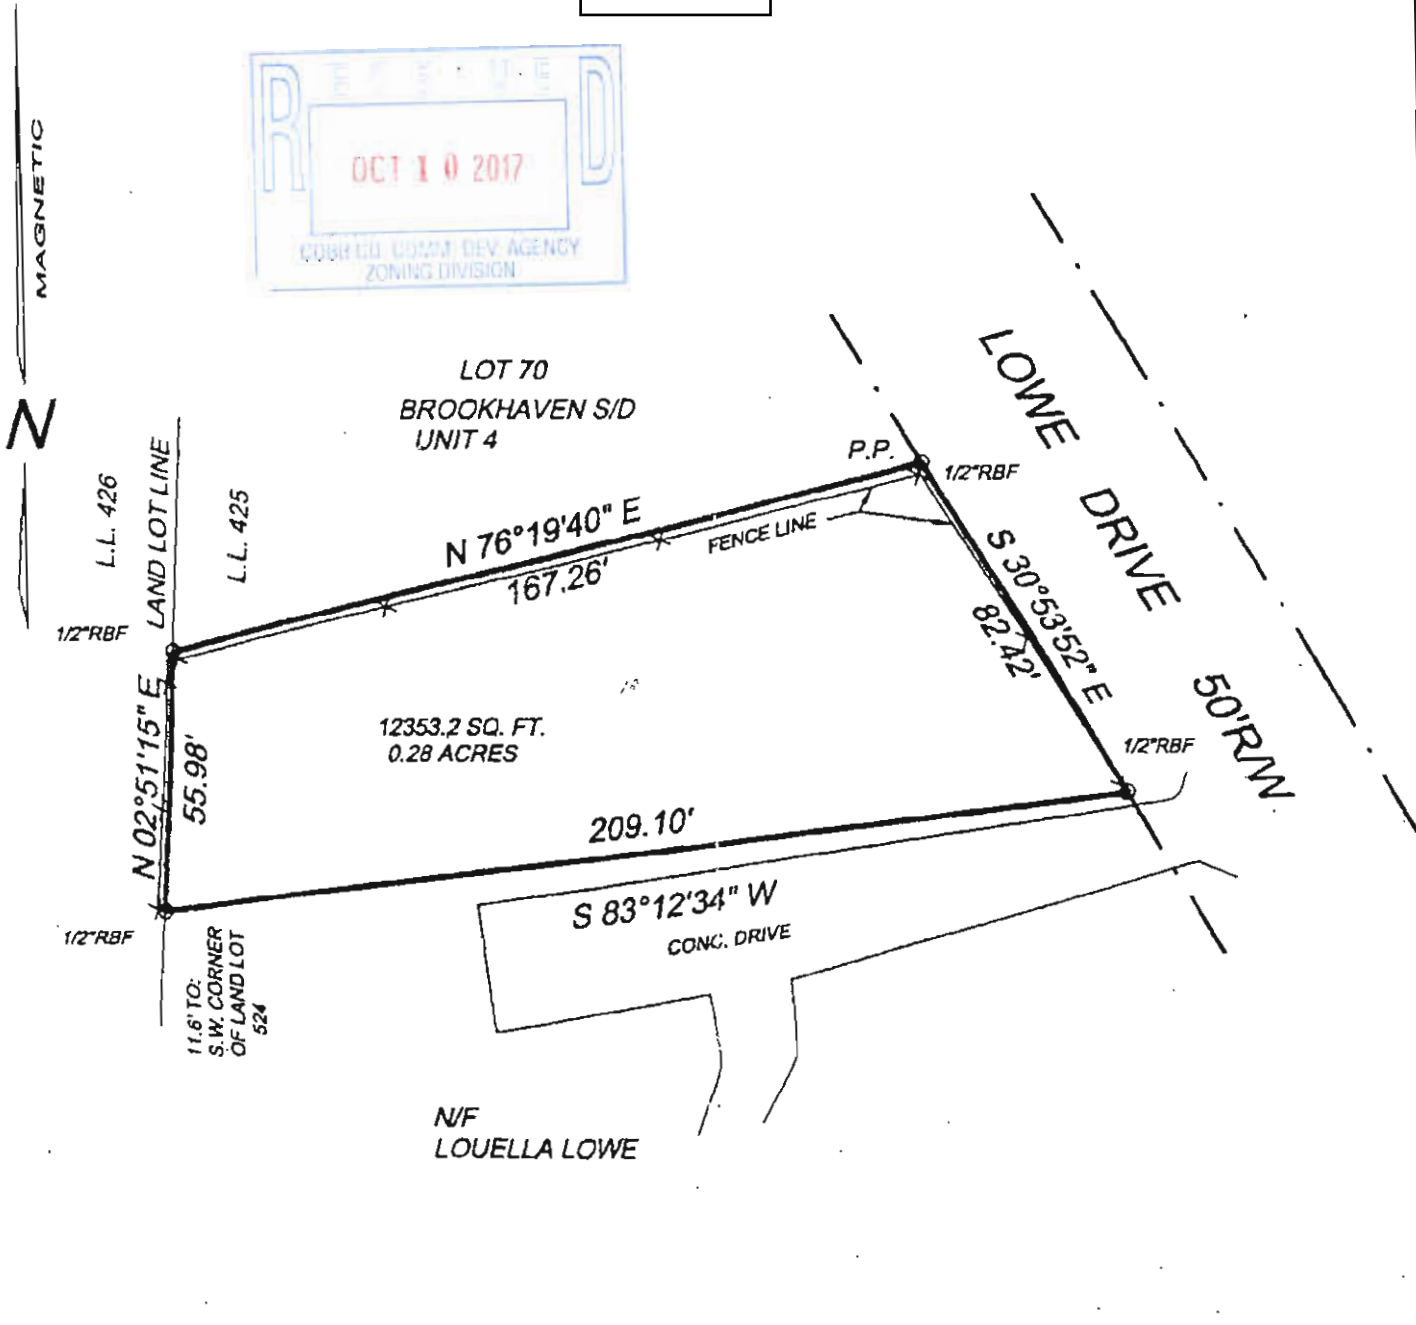 MAGNETIC
N
R E C E I V E D
OCT 10 2017
COBB CO. COMM. DEV. AGENCY
ZONING DIVISION
LOT 70
BROOKHAVEN S/D
UNIT 4
LOWE DRIVE 50'R/W
P.P.
1/2"RBF
L.L. 426
LAND LOT LINE
L.L. 425
N 76°19'40" E
167.26'
FENCE LINE
S 30°53'52" E
82.42'
1/2"RBF
N 02°51'15" E
55.98'
12353.2 SQ. FT.
0.28 ACRES
1/2"RBF
209.10'
S 83°12'34" W
CONC. DRIVE
1/2"RBF
11.6' TO:
S.W. CORNER
OF LAND LOT
524
N/F
LOUELLA LOWE